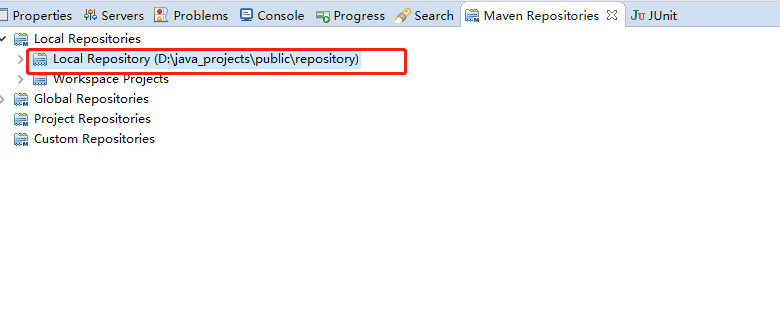 Properties Servers Problems Console Progress Search Maven Repositories JUnit
Local Repositories
Local Repository (D:\java_projects\public\repository)
Workspace Projects
Global Repositories
Project Repositories
Custom Repositories